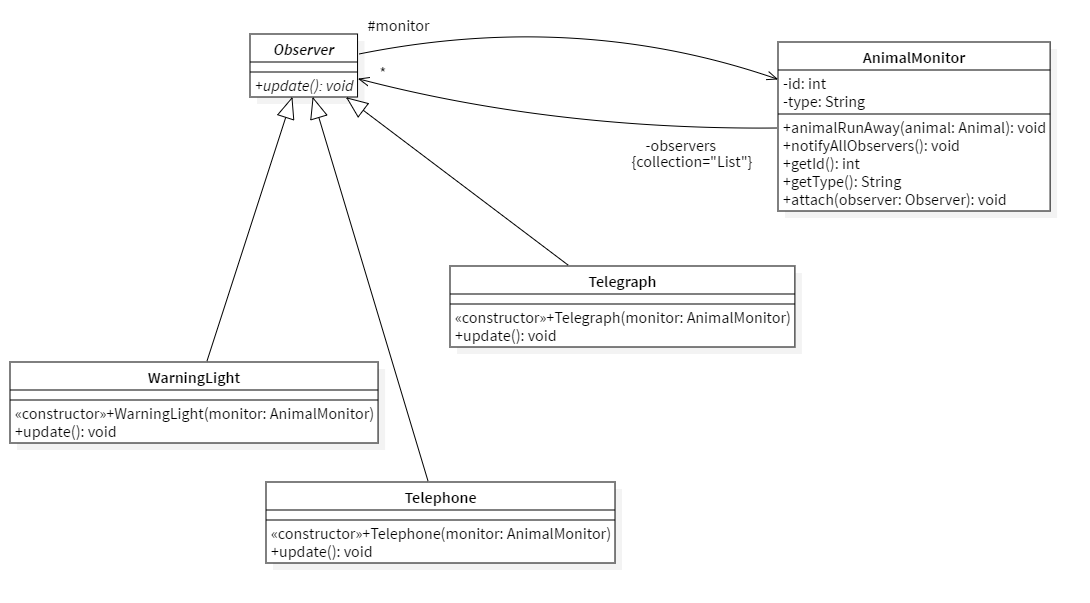 #monitor
Observer
*
+update(): void
AnimalMonitor
-id: int
-type: String
+animalRunAway(animal: Animal): void
+notifyAllObservers(): void
+getId(): int
+getType(): String
+attach(observer: Observer): void
-observers
{collection="List"}
Telegraph
«constructor»+Telegraph(monitor: AnimalMonitor)
+update(): void
WarningLight
«constructor»+WarningLight(monitor: AnimalMonitor)
+update(): void
Telephone
«constructor»+Telephone(monitor: AnimalMonitor)
+update(): void